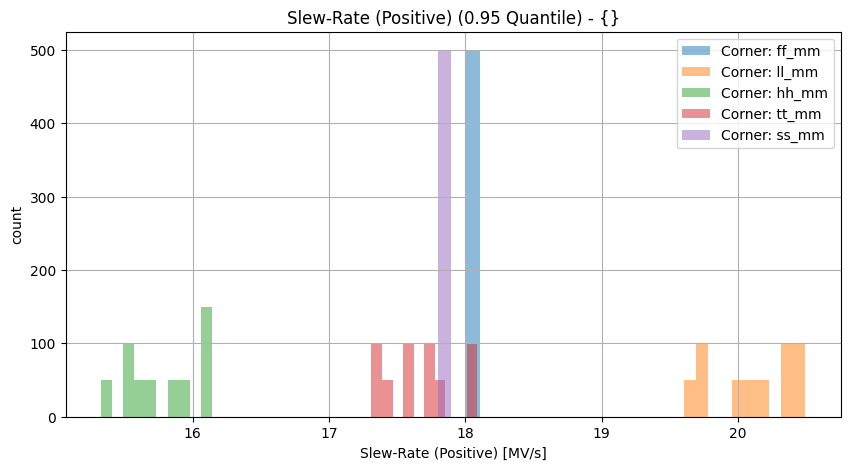 Slew-Rate (Positive) (0.95 Quantile) - {}
Corner: ff_mm
Corner: ll_mm
Corner: hh_mm
Corner: tt_mm
Corner: ss_mm
500
400
300
200
100
0
count
16 17 18 19 20
Slew-Rate (Positive) [MV/s]